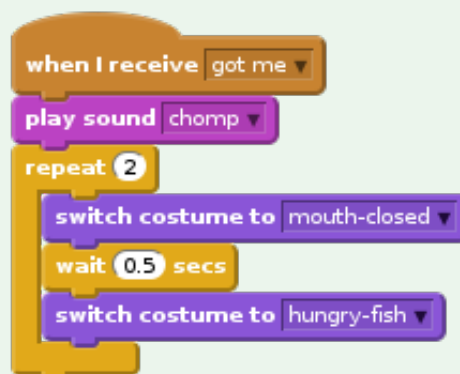 when I receive got me
play sound chomp
repeat 2
switch costume to mouth-closed
wait 0.5 secs
switch costume to hungry-fish